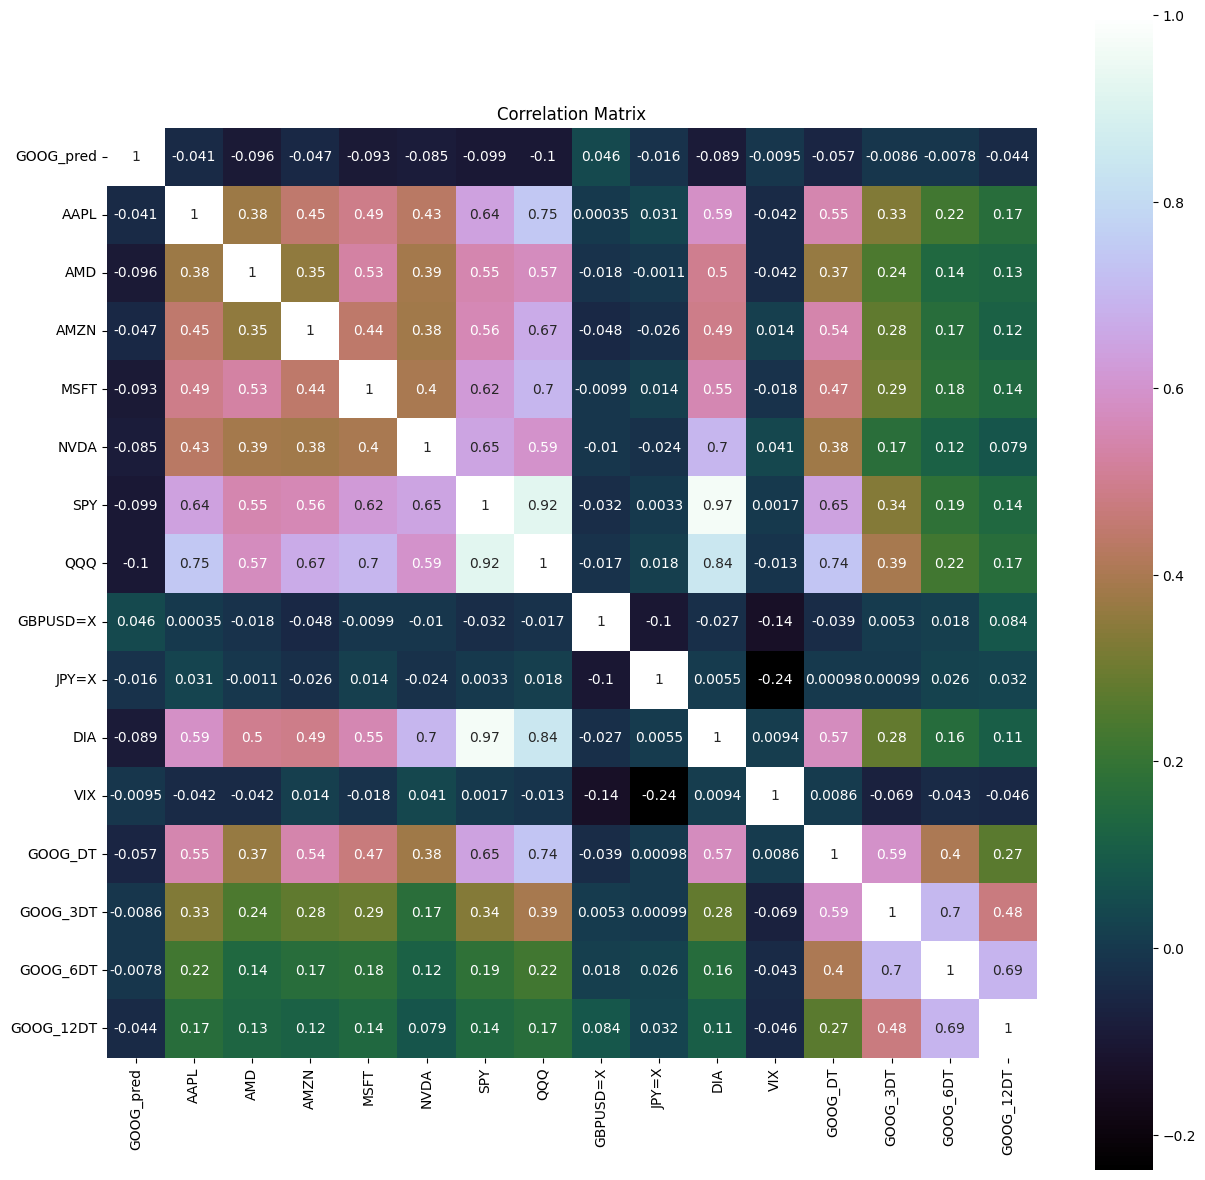 Correlation Matrix
GOOG_pred 1 -0.041 -0.096 -0.047 -0.093 -0.085 -0.099 -0.1 0.046 -0.016 -0.089 -0.0095 -0.057 -0.0086 -0.0078 -0.044
AAPL -0.041 1 0.38 0.45 0.49 0.43 0.64 0.75 0.00035 0.031 0.59 -0.042 0.55 0.33 0.22 0.17
AMD -0.096 0.38 1 0.35 0.53 0.39 0.55 0.57 -0.018 -0.0011 0.5 -0.042 0.37 0.24 0.14 0.13
AMZN -0.047 0.45 0.35 1 0.44 0.38 0.56 0.67 -0.048 -0.026 0.49 0.014 0.54 0.28 0.17 0.12
MSFT -0.093 0.49 0.53 0.44 1 0.4 0.62 0.7 -0.0099 0.014 0.55 -0.018 0.47 0.29 0.18 0.14
NVDA -0.085 0.43 0.39 0.38 0.4 1 0.65 0.59 -0.01 -0.024 0.7 0.041 0.38 0.17 0.12 0.079
SPY -0.099 0.64 0.55 0.56 0.62 0.65 1 0.92 -0.032 0.0033 0.97 0.0017 0.65 0.34 0.19 0.14
QQQ -0.1 0.75 0.57 0.67 0.7 0.59 0.92 1 -0.017 0.018 0.84 -0.013 0.74 0.39 0.22 0.17
GBPUSD=X 0.046 0.00035 -0.018 -0.048 -0.0099 -0.01 -0.032 -0.017 1 -0.1 -0.027 -0.14 -0.039 0.0053 0.018 0.084
JPY=X -0.016 0.031 -0.0011 -0.026 0.014 -0.024 0.0033 0.018 -0.1 1 0.0055 -0.24 0.00098 0.00099 0.026 0.032
DIA -0.089 0.59 0.5 0.49 0.55 0.7 0.97 0.84 -0.027 0.0055 1 0.0094 0.57 0.28 0.16 0.11
VIX -0.0095 -0.042 -0.042 0.014 -0.018 0.041 0.0017 -0.013 -0.14 -0.24 0.0094 1 0.0086 -0.069 -0.043 -0.046
GOOG_DT -0.057 0.55 0.37 0.54 0.47 0.38 0.65 0.74 -0.039 0.00098 0.57 0.0086 1 0.59 0.4 0.27
GOOG_3DT -0.0086 0.33 0.24 0.28 0.29 0.17 0.34 0.39 0.0053 0.00099 0.28 -0.069 0.59 1 0.7 0.48
GOOG_6DT -0.0078 0.22 0.14 0.17 0.18 0.12 0.19 0.22 0.018 0.026 0.16 -0.043 0.4 0.7 1 0.69
GOOG_12DT -0.044 0.17 0.13 0.12 0.14 0.079 0.14 0.17 0.084 0.032 0.11 -0.046 0.27 0.48 0.69 1
GOOG_pred AAPL AMD AMZN MSFT NVDA SPY QQQ GBPUSD=X JPY=X DIA VIX GOOG_DT GOOG_3DT GOOG_6DT GOOG_12DT
1.0
0.8
0.6
0.4
0.2
0.0
−0.2